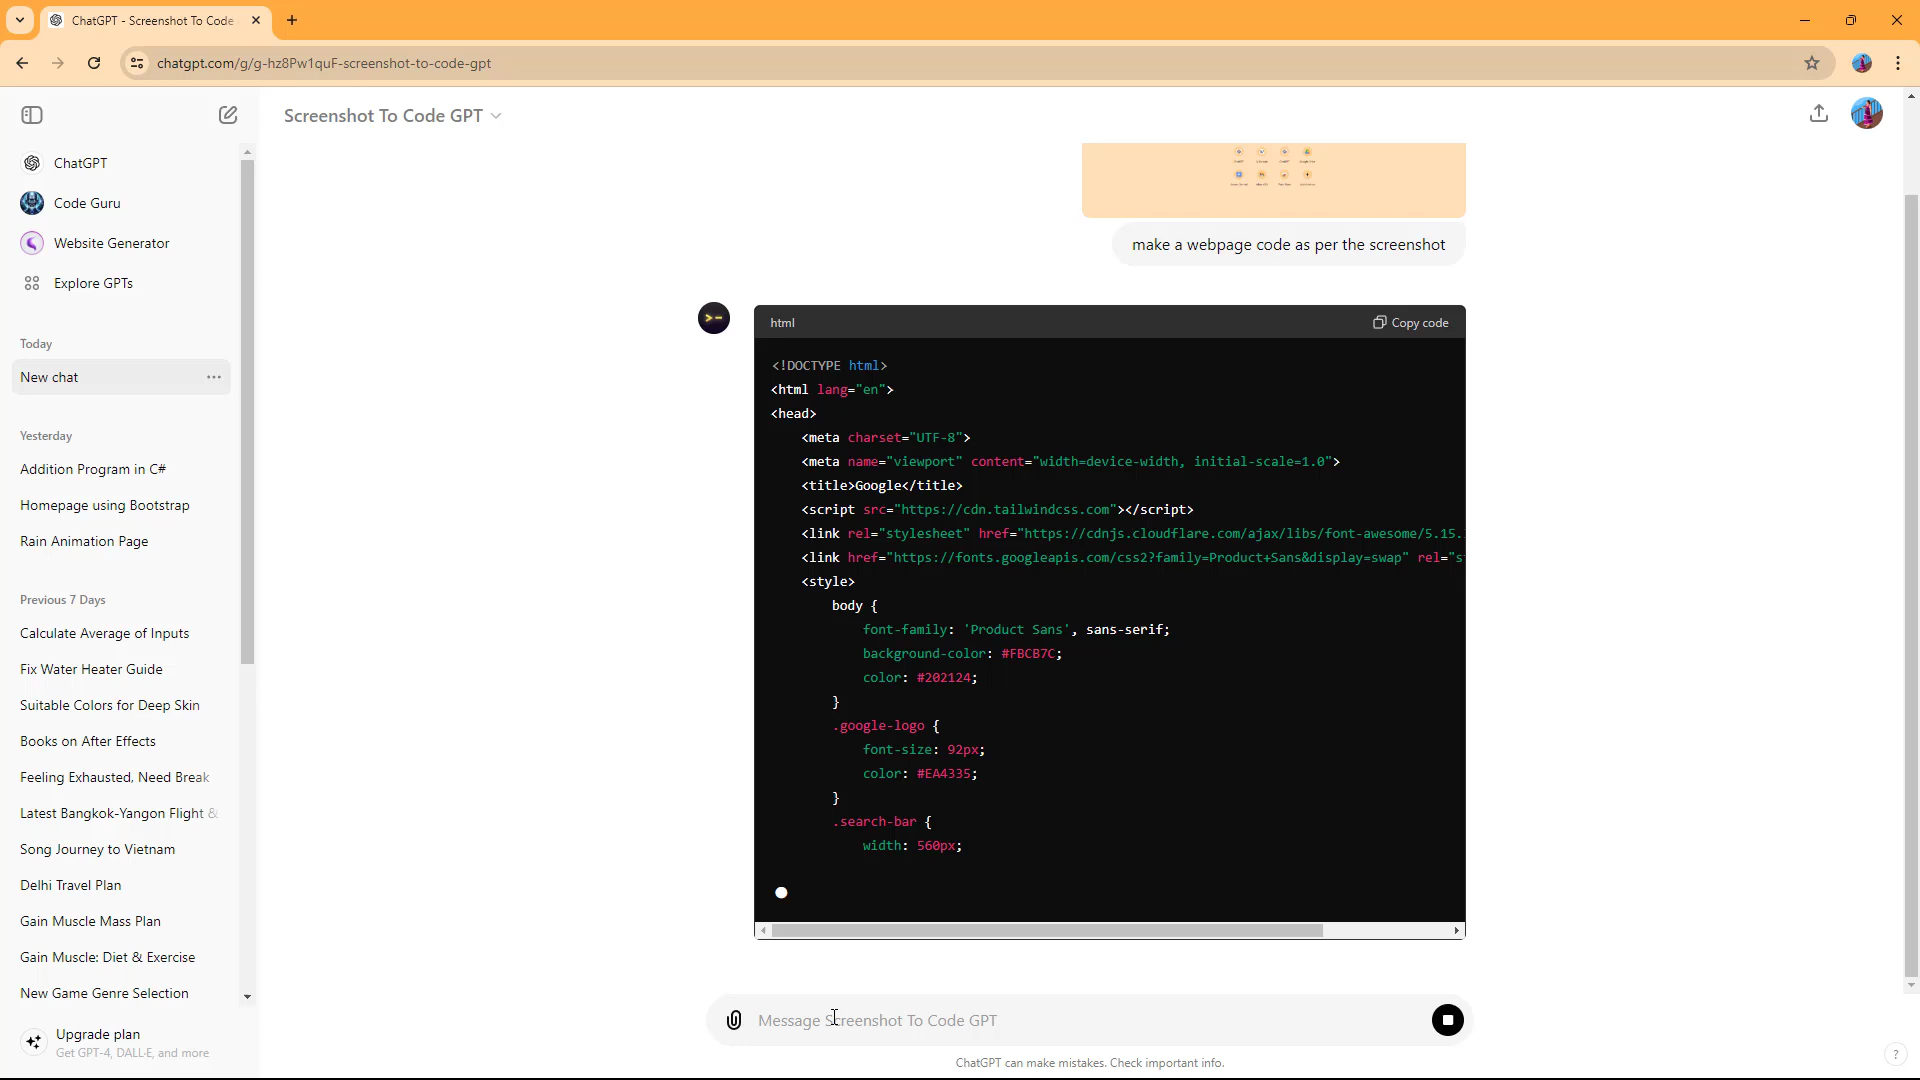 ChatGPT - Screenshot To Code
chatgpt.com/g/g-hz8Pw1quF-screenshot-to-code-gpt
Screenshot To Code GPT
ChatGPT
Code Guru
Website Generator
Explore GPTs
Today
New chat
Yesterday
Addition Program in C#
Homepage using Bootstrap
Rain Animation Page
Previous 7 Days
Calculate Average of Inputs
Fix Water Heater Guide
Suitable Colors for Deep Skin
Books on After Effects
Feeling Exhausted, Need Break
Latest Bangkok-Yangon Flight &
Song Journey to Vietnam
Delhi Travel Plan
Gain Muscle Mass Plan
Gain Muscle: Diet & Exercise
New Game Genre Selection
Upgrade plan
Get GPT-4, DALL·E, and more
make a webpage code as per the screenshot
html
Copy code
<!DOCTYPE html>
<html lang="en">
<head>
<meta charset="UTF-8">
<meta name="viewport" content="width=device-width, initial-scale=1.0">
<title>Google</title>
<script src="https://cdn.tailwindcss.com"></script>
<link rel="stylesheet" href="https://cdnjs.cloudflare.com/ajax/libs/font-awesome/5.15.
<link href="https://fonts.googleapis.com/css2?family=Product+Sans&display=swap" rel="s
<style>
body {
font-family: 'Product Sans', sans-serif;
background-color: #FBCB7C;
color: #202124;
}
.google-logo {
font-size: 92px;
color: #EA4335;
}
.search-bar {
width: 560px;
Message Screenshot To Code GPT
ChatGPT can make mistakes. Check important info.
?